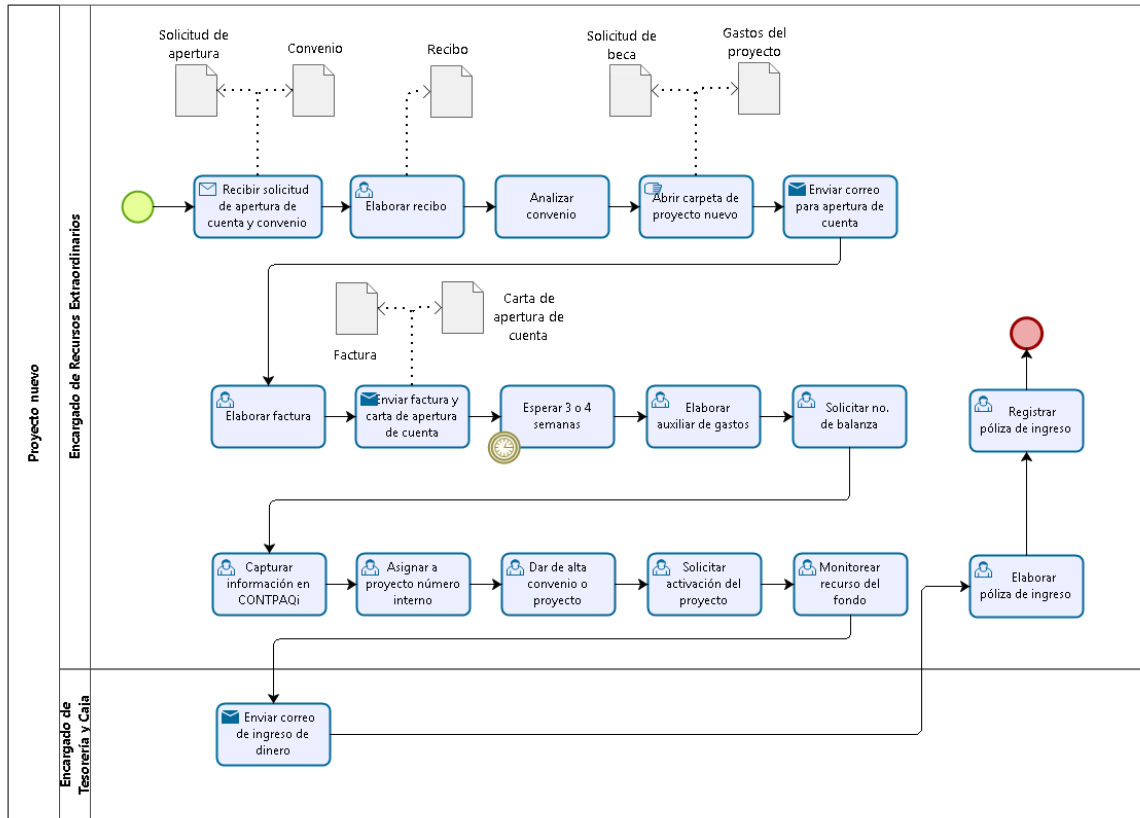 Proyecto nuevo
Encargado de Recursos Extraordinarios
Solicitud de
apertura
Convenio
Recibo
Solicitud de
beca
Gastos del
proyecto
Recibir solicitud
de apertura de
cuenta y convenio
Elaborar recibo
Analizar
convenio
Abrir carpeta de
proyecto nuevo
Enviar correo
para apertura de
cuenta
Factura
Carta de
apertura de
cuenta
Elaborar factura
Enviar factura y
carta de apertura
de cuenta
Esperar 3 o 4
semanas
Elaborar
auxiliar de gastos
Solicitar no.
de balanza
Registrar
póliza de ingreso
Capturar
información en
CONTPAQi
Asignar a
proyecto número
interno
Dar de alta
convenio o
proyecto
Solicitar
activación del
proyecto
Monitorear
recurso del
fondo
Elaborar
póliza de ingreso
Encargado de
Tesorería y Caja
Enviar correo
de ingreso de
dinero